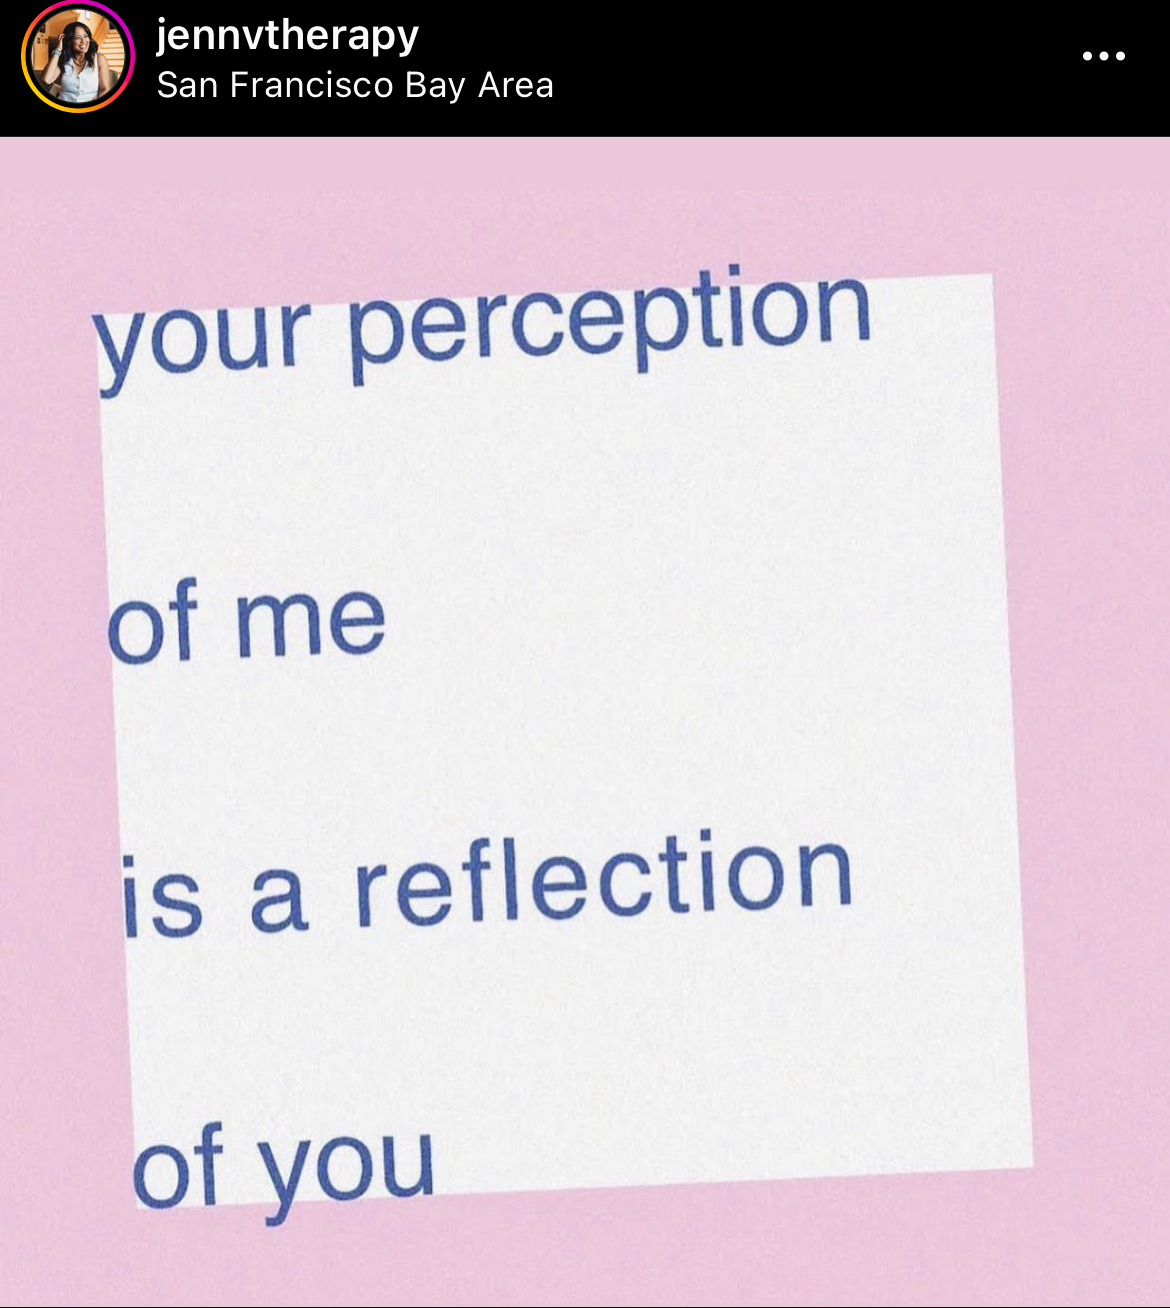 jennvtherapy
San Francisco Bay Area
your perception
of me
is a reflection
of you